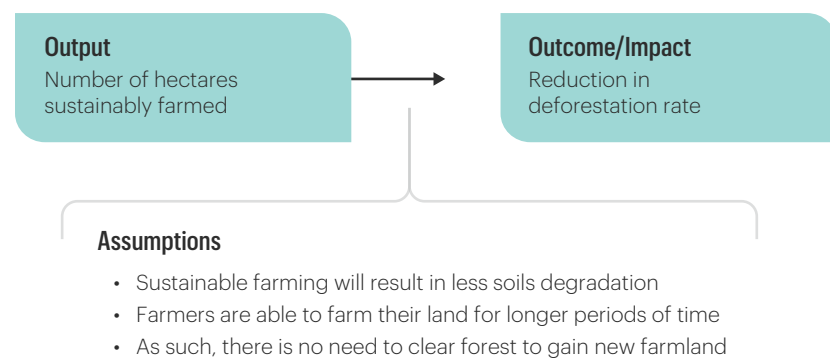 Output
Number of hectares
sustainably farmed
Outcome/Impact
Reduction in
deforestation rate
Assumptions
• Sustainable farming will result in less soils degradation
• Farmers are able to farm their land for longer periods of time
• As such, there is no need to clear forest to gain new farmland